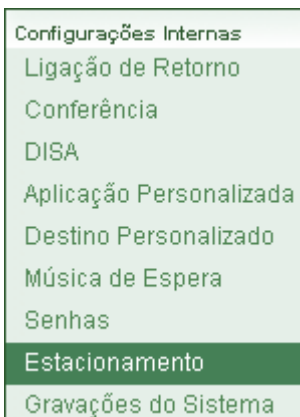 Configurações Internas
Ligação de Retorno
Conferência
DISA
Aplicação Personalizada
Destino Personalizado
Música de Espera
Senhas
Estacionamento
Gravações do Sistema